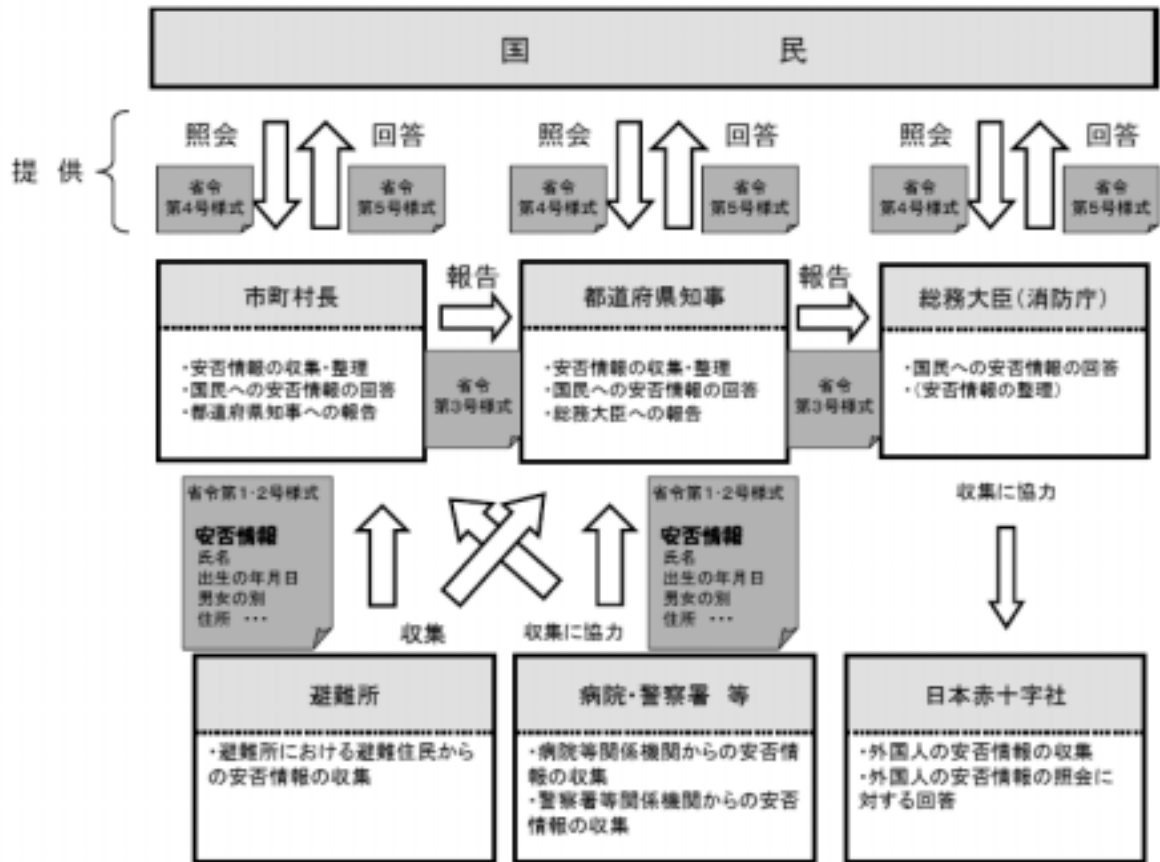 国　民
提 供
照会
回答
照会
回答
照会
回答
省令
第4号様式
省令
第5号様式
省令
第4号様式
省令
第5号様式
省令
第4号様式
省令
第5号様式
市町村長
・安否情報の収集・整理
・国民への安否情報の回答
・都道府県知事への報告
報告
省令
第3号様式
都道府県知事
・安否情報の収集・整理
・国民への安否情報の回答
・総務大臣への報告
報告
省令
第3号様式
総務大臣(消防庁)
・国民への安否情報の回答
・(安否情報の整理)
省令第1・2号様式
安否情報
氏名
出生の年月日
男女の別
住所 …
収集
収集に協力
省令第1・2号様式
安否情報
氏名
出生の年月日
男女の別
住所 …
収集に協力
避難所
・避難所における避難住民から
の安否情報の収集
病院・警察署 等
・病院等関係機関からの安否情
報の収集
・警察署等関係機関からの安否
情報の収集
日本赤十字社
・外国人の安否情報の収集
・外国人の安否情報の照会に
対する回答